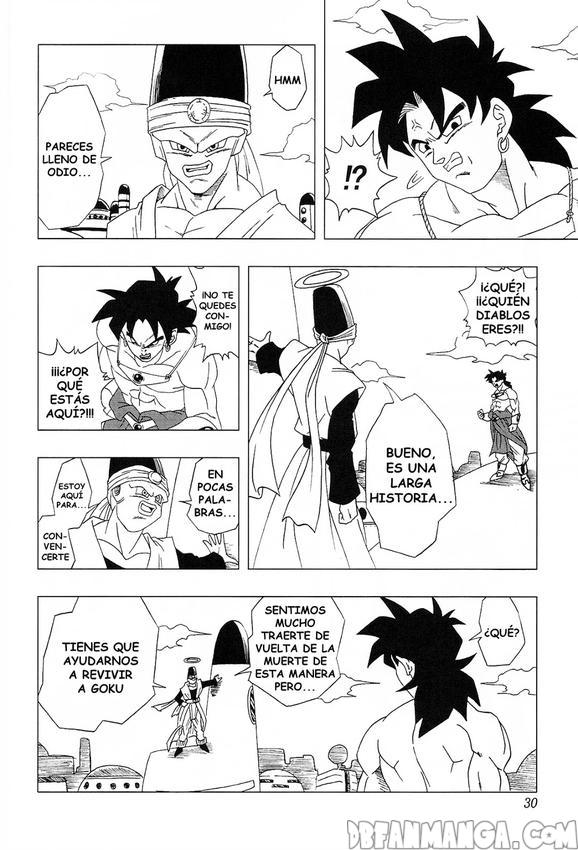 !?
HMM
PARECES
LLENO DE
ODIO...
¡¿QUÉ?!
¡¡¿QUIÉN
DIABLOS
ERES?!!
BUENO,
ES UNA
LARGA
HISTORIA...
¡NO TE
QUEDES
CON-
MIGO!
¡¡¡¿POR
QUÉ
ESTÁS
AQUÍ?!!!
EN
POCAS
PALA-
BRAS...
ESTOY
AQUÍ
PARA...
CON-
VEN-
CERTE
¿QUÉ?
SENTIMOS
MUCHO
TRAERTE DE
VUELTA DE
LA MUERTE DE
ESTA MANERA
PERO...
TIENES QUE
AYUDARNOS
A REVIVIR
A GOKU
30
DBFANMANGA.COM